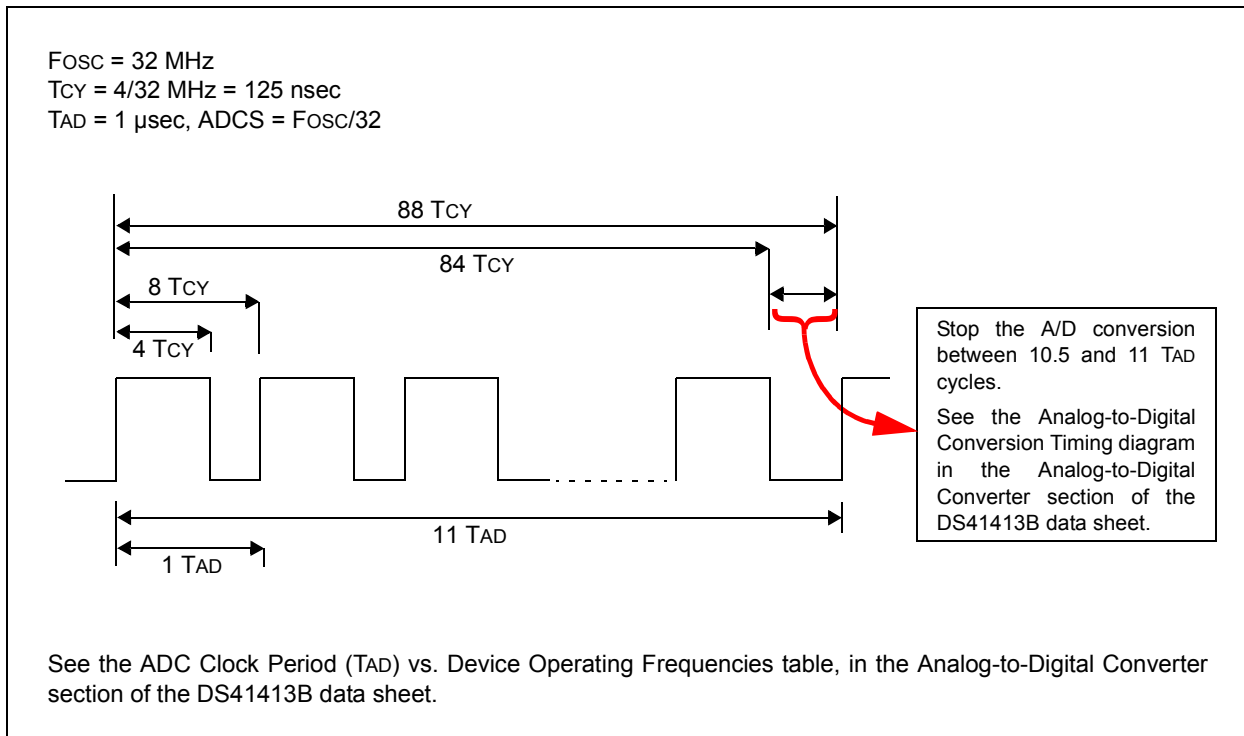 FOSC = 32 MHz
TCY = 4/32 MHz = 125 nsec
TAD = 1 µsec, ADCS = FOSC/32
88 TCY
84 TCY
8 TCY
4 TCY
Stop the A/D conversion
between 10.5 and 11 TAD
cycles.
See the Analog-to-Digital
Conversion Timing diagram
in the Analog-to-Digital
Converter section of the
DS41413B data sheet.
11 TAD
1 TAD
See the ADC Clock Period (TAD) vs. Device Operating Frequencies table, in the Analog-to-Digital Converter
section of the DS41413B data sheet.